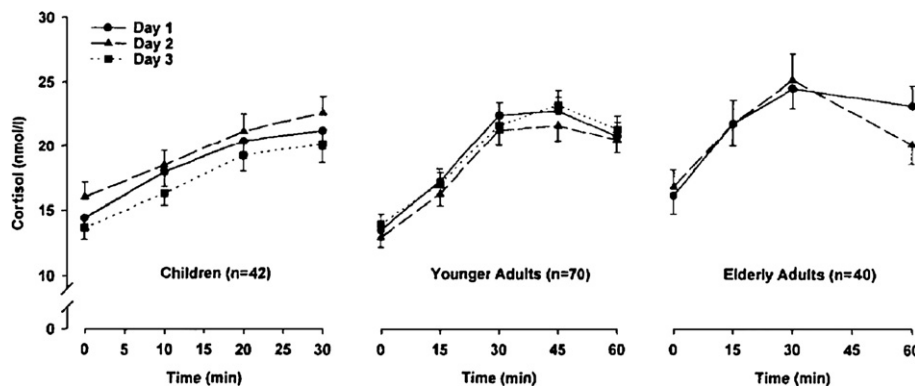 30
25
20
15
10
0
Cortisol (nmol/l)
Day 1
Day 2
Day 3
Children (n=42)
0 5 10 15 20 25 30
Time (min)
Younger Adults (n=70)
0 15 30 45 60
Time (min)
Elderly Adults (n=40)
0 15 30 45 60
Time (min)